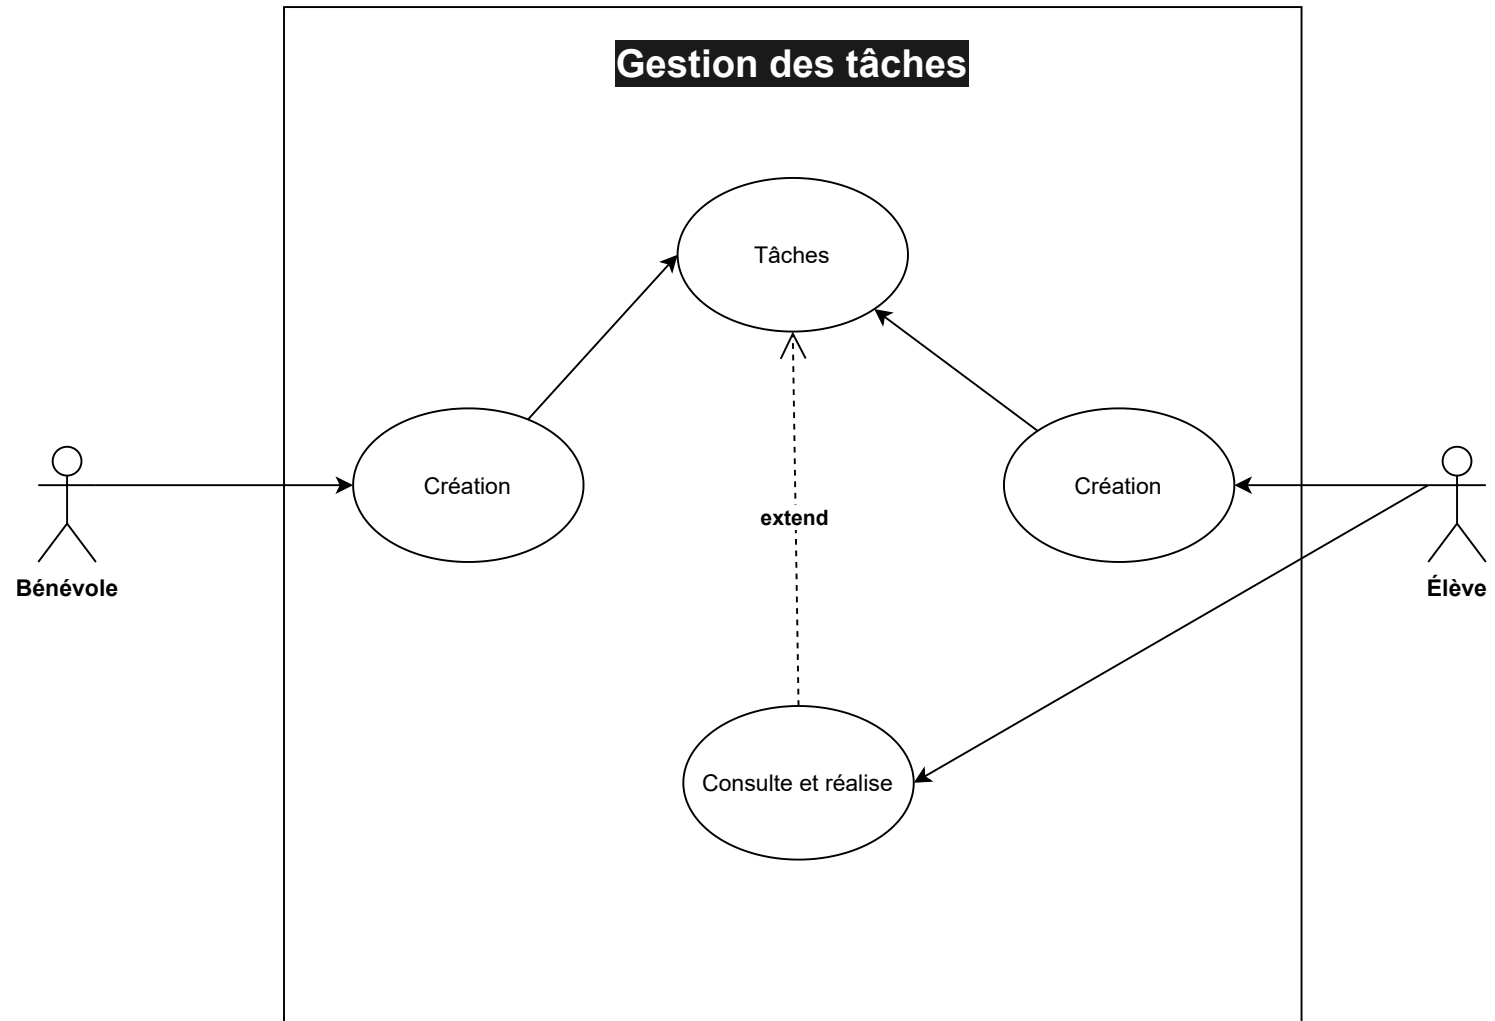 Gestion des tâches
Tâches
Création
Création
extend
Bénévole
Élève
Consulte et réalise